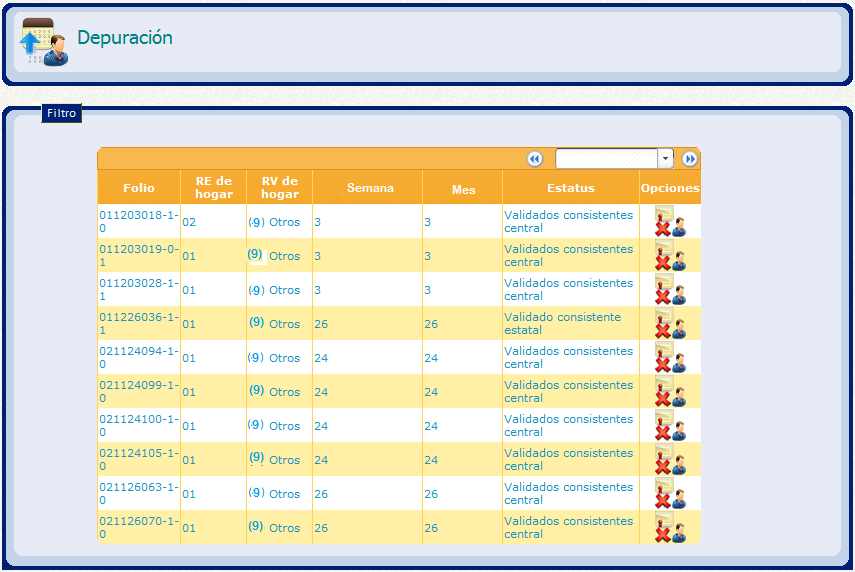 Depuración
Filtro
Folio RE de hogar RV de hogar Semana Mes Estatus Opciones
011203018-1-0 02 (9) Otros 3 3 Validados consistentes central
011203019-0-1 01 (9) Otros 3 3 Validados consistentes central
011203028-1-1 01 (9) Otros 3 3 Validados consistentes central
011226036-1-1 01 (9) Otros 26 26 Validado consistente estatal
021124094-1-0 01 (9) Otros 24 24 Validados consistentes central
021124099-1-0 01 (9) Otros 24 24 Validados consistentes central
021124100-1-0 01 (9) Otros 24 24 Validados consistentes central
021124105-1-0 01 (9) Otros 24 24 Validados consistentes central
021126063-1-0 01 (9) Otros 26 26 Validados consistentes central
021126070-1-0 01 (9) Otros 26 26 Validados consistentes central